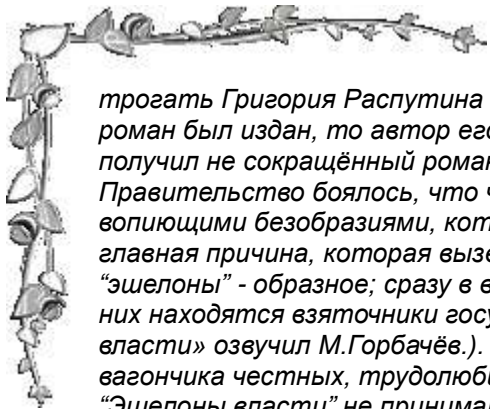 трогать Григория Распутина
роман был издан, то автор его
получил не сокращённый роман
Правительство боялось, что ч
вопиющими безобразиями, кот
главная причина, которая вызе
“эшелоны” - образное; сразу в в
них находятся взяточники госу
власти» озвучил М.Горбачёв.).
вагончика честных, трудолюби
“Эшелоны власти” не принима